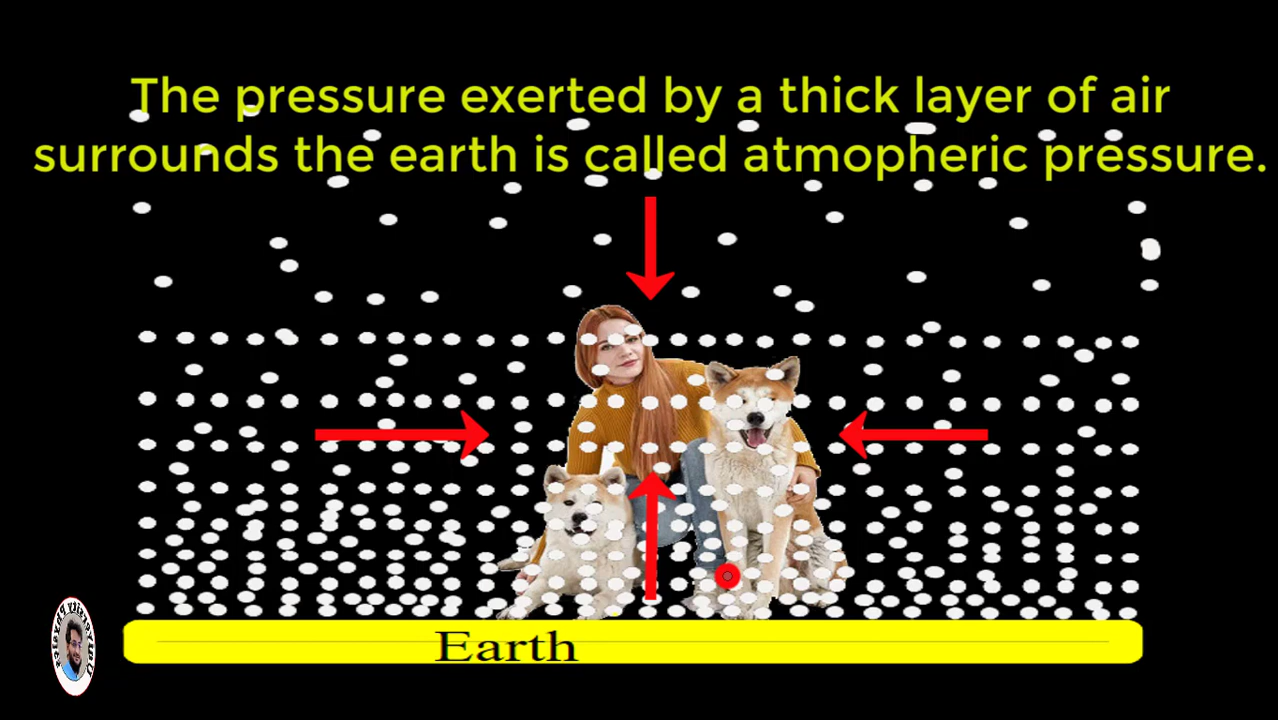 The pressure exerted by a thick layer of air
surrounds the earth is called atmopheric pressure.
Earth